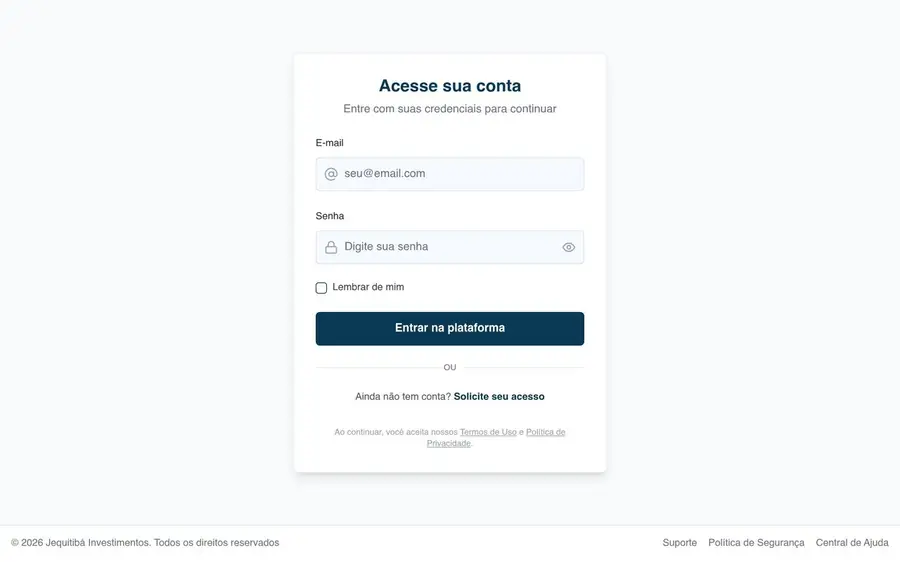 Acesse sua conta
Entre com suas credenciais para continuar
E-mail
seu@email.com
Senha
Digite sua senha
Lembrar de mim
Entrar na plataforma
OU
Ainda não tem conta? Solicite seu acesso
Ao continuar, você aceita nossos Termos de Uso e Política de
Privacidade.
© 2026 Jequitibá Investimentos. Todos os direitos reservados
Suporte Política de Segurança Central de Ajuda